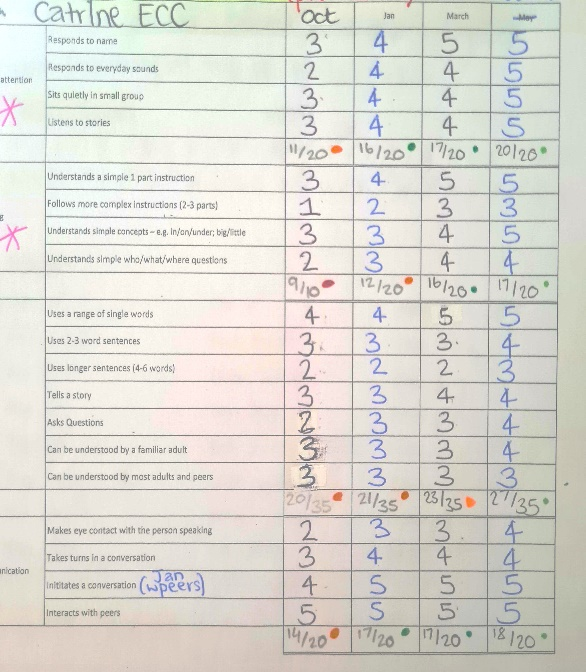 Catrine ECC Oct Jan March May
Responds to name 3 4 5 5
attention Responds to everyday sounds 2 4 4 5
Sits quietly in small group 3 4 4 5
Listens to stories 3 4 4 5
11/20 16/20 17/20 20/20
Understands a simple 1 part instruction 3 4 5 5
Follows more complex instructions (2-3 parts) 1 2 3 3
g Understands simple concepts – e.g. in/on/under; big/little 3 3 4 5
Understands simple who/what/where questions 2 3 4 4
9/10 12/20 16/20 17/20
Uses a range of single words 4 4 5 5
Uses 2-3 word sentences 3 3 3 4
Uses longer sentences (4-6 words) 2 2 2 3
Tells a story 3 3 4 4
Asks Questions 2 3 3 4
Can be understood by a familiar adult 3 3 3 4
Can be understood by most adults and peers 3 3 3 3
20/35 21/35 23/35 27/35
Makes eye contact with the person speaking 2 3 3 4
Takes turns in a conversation 3 4 4 4
nication Inititates a conversation (Jan w peers) 4 5 5 5
Interacts with peers 5 5 5 5
14/20 17/20 17/20 18/20